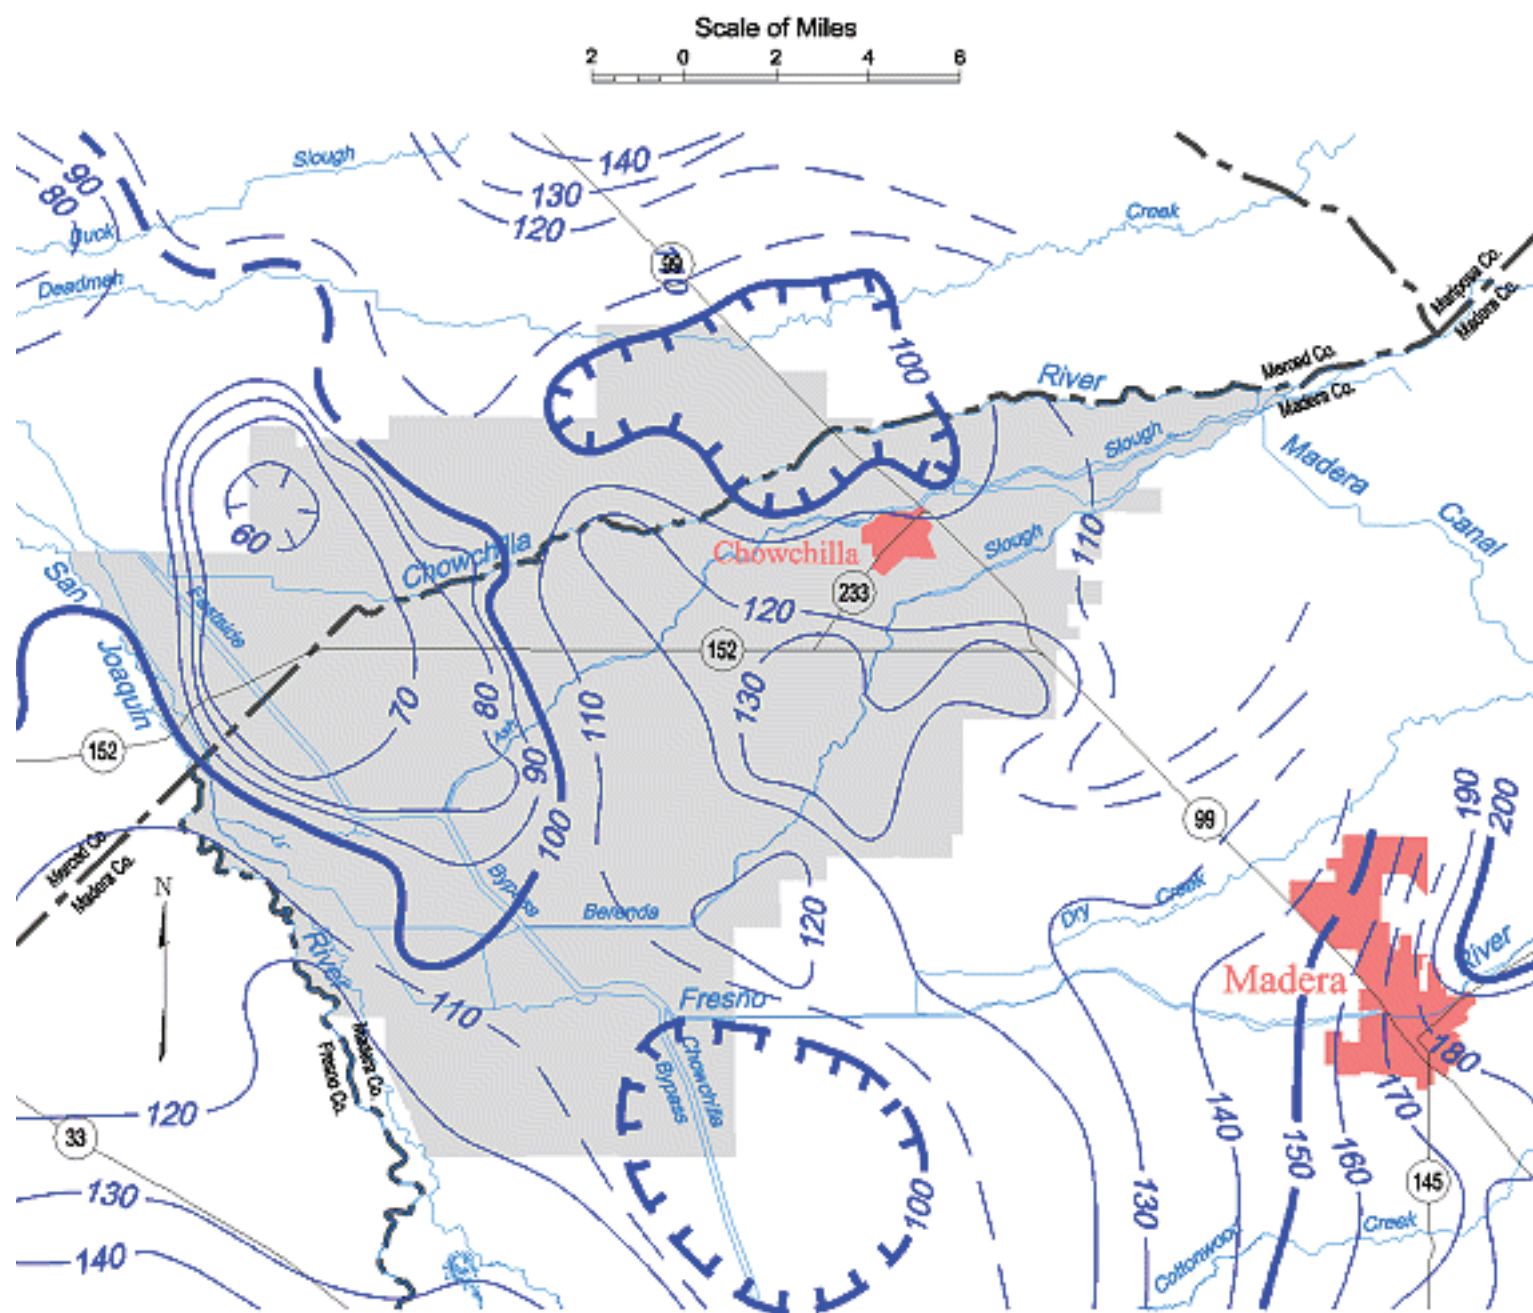 Scale of Miles
2 0 2 4 6
Slough
140
90
130
80
120
Creek
Duck
99
Deadman
Mariposa Co.
Madera Co.
100
River
Merced Co.
Madera Co.
Slough
Madera
Canal
60
110
Chowchilla
Slough
Chowchilla
San
Eastside
233
120
152
Joaquin
70
80
130
110
Ash
152
90
190
200
99
100
Merced Co.
Madera Co.
Bypass
N
Berenda
Dry
Creek
120
River
River
Madera
Fresno
110
Madera Co.
Fresno Co.
Chowchilla
Bypass
180
170
120
140
33
150
160
145
130
100
130
Creek
140
Cottonwood